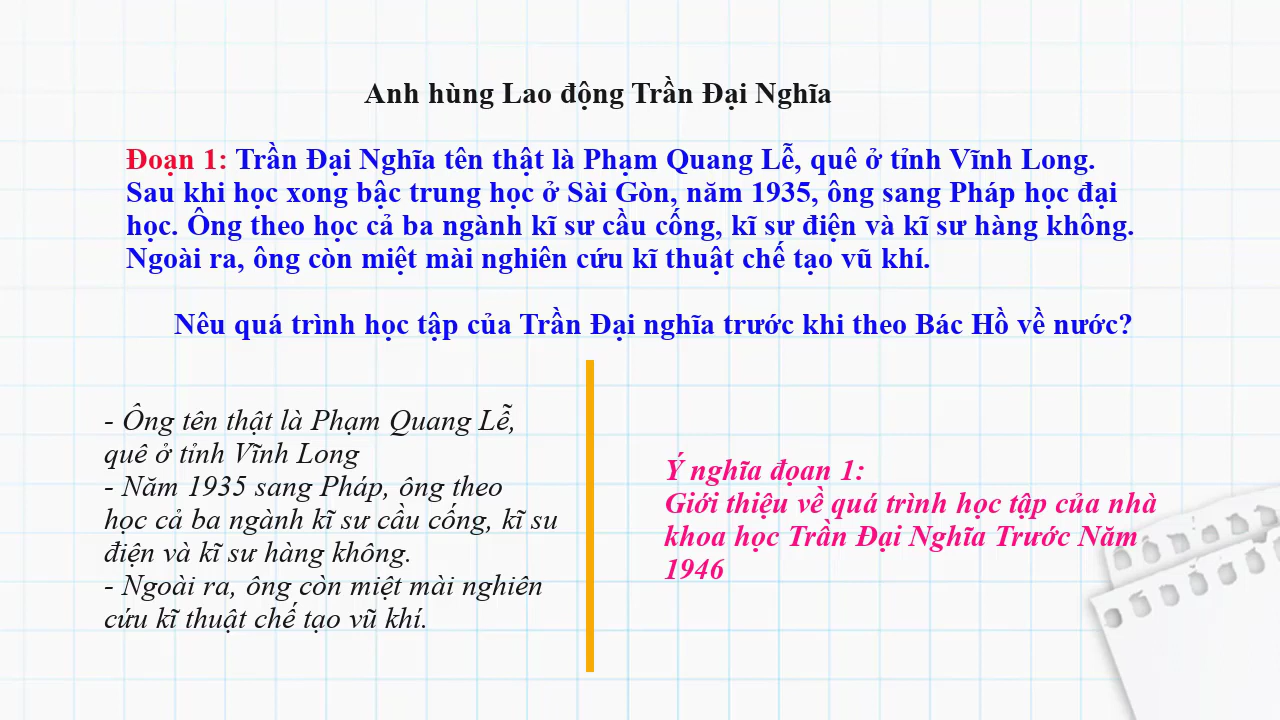 Anh hùng Lao động Trần Đại Nghĩa
Đoạn 1: Trần Đại Nghĩa tên thật là Phạm Quang Lễ, quê ở tỉnh Vĩnh Long.
Sau khi học xong bậc trung học ở Sài Gòn, năm 1935, ông sang Pháp học đại
học. Ông theo học cả ba ngành kĩ sư cầu cống, kĩ sư điện và kĩ sư hàng không.
Ngoài ra, ông còn miệt mài nghiên cứu kĩ thuật chế tạo vũ khí.
Nêu quá trình học tập của Trần Đại nghĩa trước khi theo Bác Hồ về nước?
- Ông tên thật là Phạm Quang Lễ,
quê ở tỉnh Vĩnh Long
- Năm 1935 sang Pháp, ông theo
học cả ba ngành kĩ sư cầu cống, kĩ su
điện và kĩ sư hàng không.
- Ngoài ra, ông còn miệt mài nghiên
cứu kĩ thuật chế tạo vũ khí.
Ý nghĩa đọan 1:
Giới thiệu về quá trình học tập của nhà
khoa học Trần Đại Nghĩa Trước Năm
1946